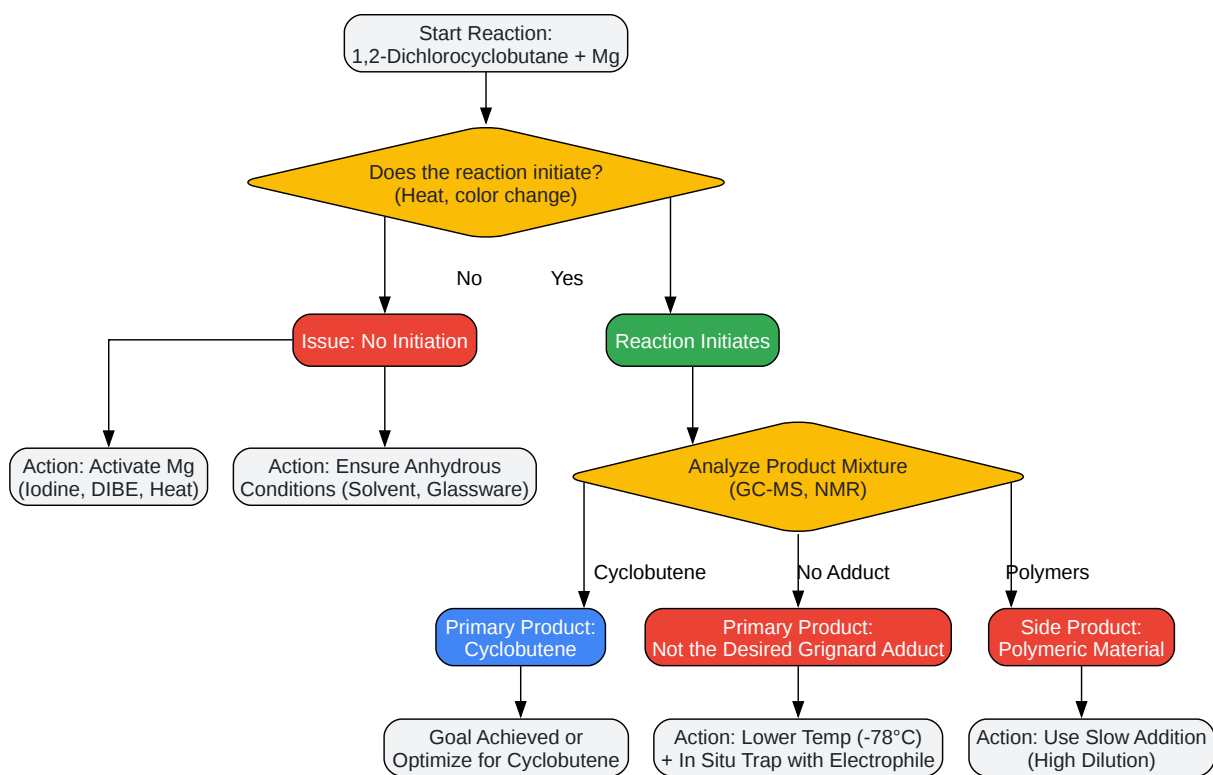 Start Reaction:
1,2-Dichlorocyclobutane + Mg
Does the reaction initiate?
(Heat, color change)
No
Yes
Issue: No Initiation
Reaction Initiates
Action: Activate Mg
(Iodine, DIBE, Heat)
Action: Ensure Anhydrous
Conditions (Solvent, Glassware)
Analyze Product Mixture
(GC-MS, NMR)
Cyclobutene
No Adduct
Polymers
Primary Product:
Cyclobutene
Primary Product:
Not the Desired Grignard Adduct
Side Product:
Polymeric Material
Goal Achieved or
Optimize for Cyclobutene
Action: Lower Temp (-78°C)
+ In Situ Trap with Electrophile
Action: Use Slow Addition
(High Dilution)